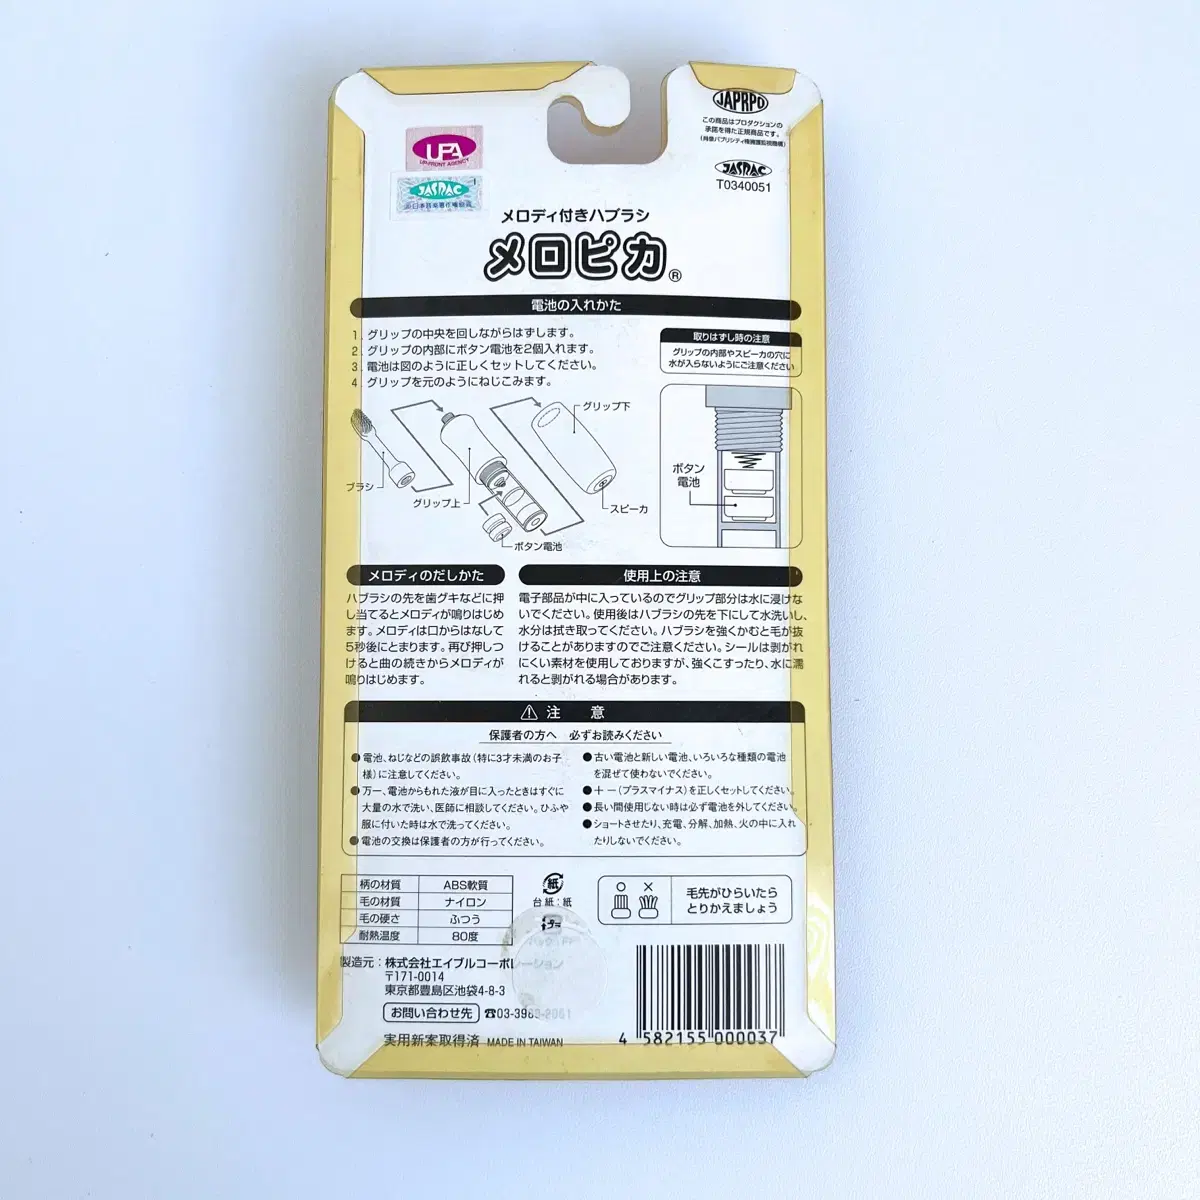 JAPRPO
この商品はプロダクションの
承諾を得た正規商品です。
(肖像パブリシティ権擁護監視機構)
JASRAC
T0340051
UFA
UP-FRONT AGENCY
JASRAC
メロディ付きハブラシ
メロピカ®
電池の入れかた
1. グリップの中央を回しながらはずします。
2. グリップの内部にボタン電池を2個入れます。
3. 電池は図のように正しくセットしてください。
4. グリップを元のようにねじこみます。
取りはずし時の注意
グリップの内部やスピーカの穴に
水が入らないようにご注意ください
ブラシ
グリップ上
ボタン電池
グリップ下
スピーカ
ボタン
電池
メロディのだしかた
ハブラシの先を歯グキなどに押
し当てるとメロディが鳴りはじめ
ます。メロディは口からはなして
5秒後にとまります。再び押しつ
けると曲の続きからメロディが
鳴りはじめます。
使用上の注意
電子部品が中に入っているのでグリップ部分は水に浸けな
いでください。使用後はハブラシの先を下にして水洗いし、
水分は拭き取ってください。ハブラシを強くかむと毛が抜
けることがありますのでご注意ください。シールは剥がれ
にくい素材を使用しておりますが、強くこすったり、水に濡
れると剥がれる場合があります。
⚠ 注 意
保護者の方へ 必ずお読みください
●電池、ねじなどの誤飲事故(特に3才未満のお子
様)に注意してください。
●万一、電池からもれた液が目に入ったときはすぐに
大量の水で洗い、医師に相談してください。ひふや
服に付いた時は水で洗ってください。
●電池の交換は保護者の方が行ってください。
●古い電池と新しい電池、いろいろな種類の電池
を混ぜて使わないでください。
●+-(プラスマイナス)を正しくセットしてください。
●長い間使用しない時は必ず電池を外してください。
●ショートさせたり、充電、分解、加熱、火の中に入れ
たりしないでください。
柄の材質 ABS軟質
毛の材質 ナイロン
毛の硬さ ふつう
耐熱温度 80度
紙
台紙:紙
○ ×
毛先がひらいたら
とりかえましょう
製造元:株式会社エイブルコーポレーション
〒171-0014
東京都豊島区池袋4-8-3
お問い合わせ先 ☎03-3983-2061
実用新案取得済 MADE IN TAIWAN
4 582155 000037